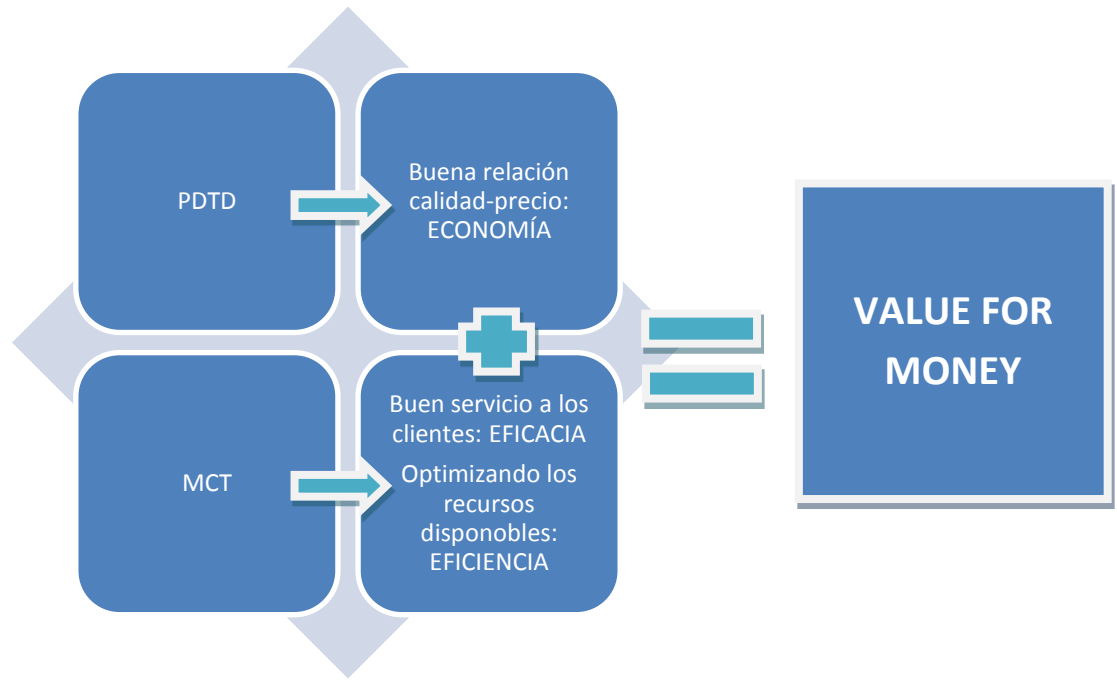 PDTD
Buena relación
calidad-precio:
ECONOMÍA
MCT
Buen servicio a los
clientes: EFICACIA
Optimizando los
recursos
disponobles:
EFICIENCIA
VALUE FOR
MONEY